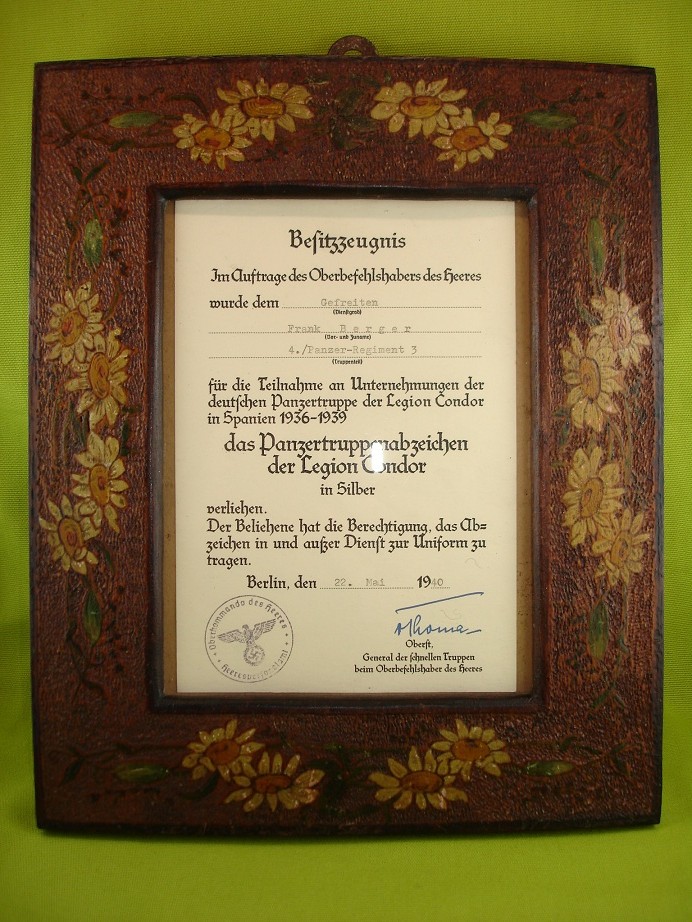 Besitzzeugnis
Im Auftrage des Oberbefehlshabers des Heeres
wurde dem Gefreiten
(Dienstgrad)
Frank Berger
(Vor- und Zuname)
4./Panzer-Regiment 3
(Truppenteil)
für die Teilnahme an Unternehmungen der
deutschen Panzertruppe der Legion Condor
in Spanien 1936-1939
das Panzertruppenabzeichen
der Legion Condor
in Silber
verliehen.
Der Beliehene hat die Berechtigung, das Ab=
zeichen in und außer Dienst zur Uniform zu
tragen.
Berlin, den 22. Mai 1940
Oberkommando des Heeres
Heerespersonalamt
Thoma
Oberst,
General der schnellen Truppen
beim Oberbefehlshaber des Heeres